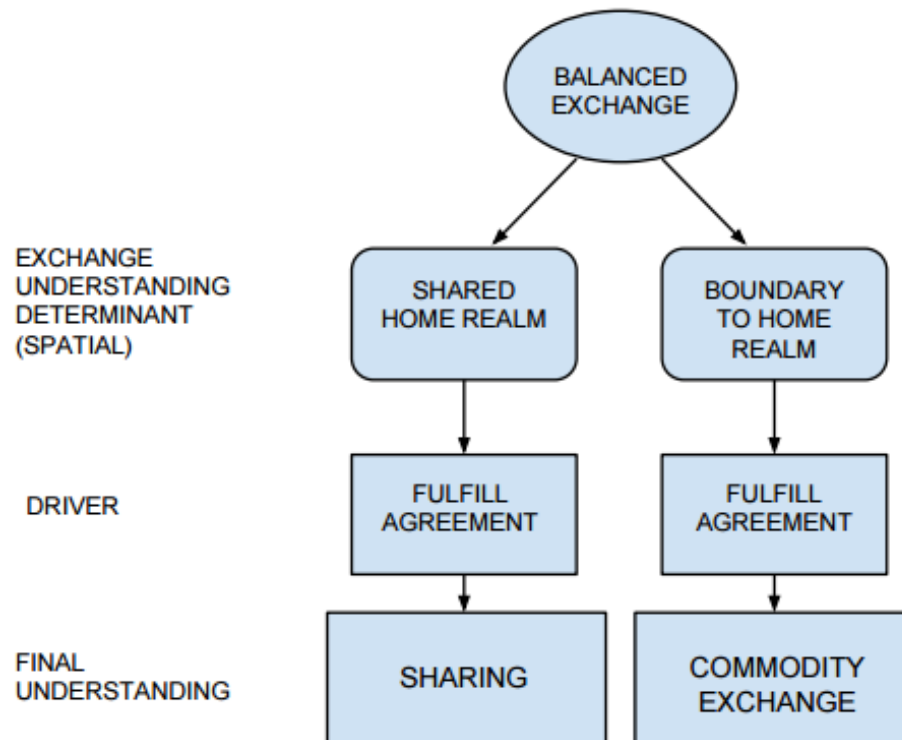 BALANCED
EXCHANGE
EXCHANGE
UNDERSTANDING
DETERMINANT
(SPATIAL)
SHARED
HOME REALM
BOUNDARY
TO HOME
REALM
DRIVER
FULFILL
AGREEMENT
FULFILL
AGREEMENT
FINAL
UNDERSTANDING
SHARING
COMMODITY
EXCHANGE